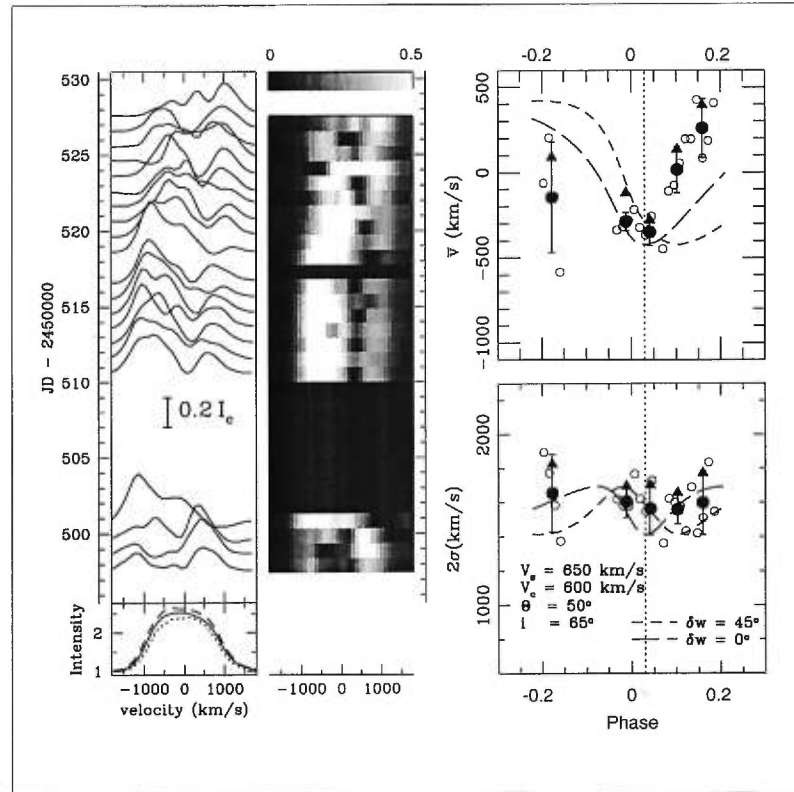 0 0.5
-0.2 0 0.2
530
525
520
515
510
505
500
JD - 2450000
0.2 I_c
Intensity
2
1
-1000 0 1000
velocity (km/s)
-1000 0 1000
500
0
-500
-1000
V̄ (km/s)
2000
1000
2σ(km/s)
V_s = 650 km/s
V_c = 600 km/s
θ = 50°
i = 65°
δw = 45°
δw = 0°
-0.2 0 0.2
Phase